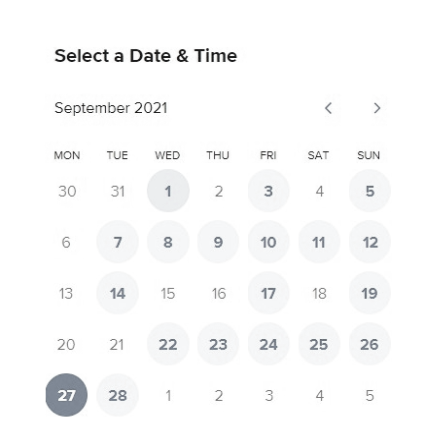 Select a Date & Time
September 2021
MON TUE WED THU FRI SAT SUN
30 31 1 2 3 4 5
6 7 8 9 10 11 12
13 14 15 16 17 18 19
20 21 22 23 24 25 26
27 28 1 2 3 4 5